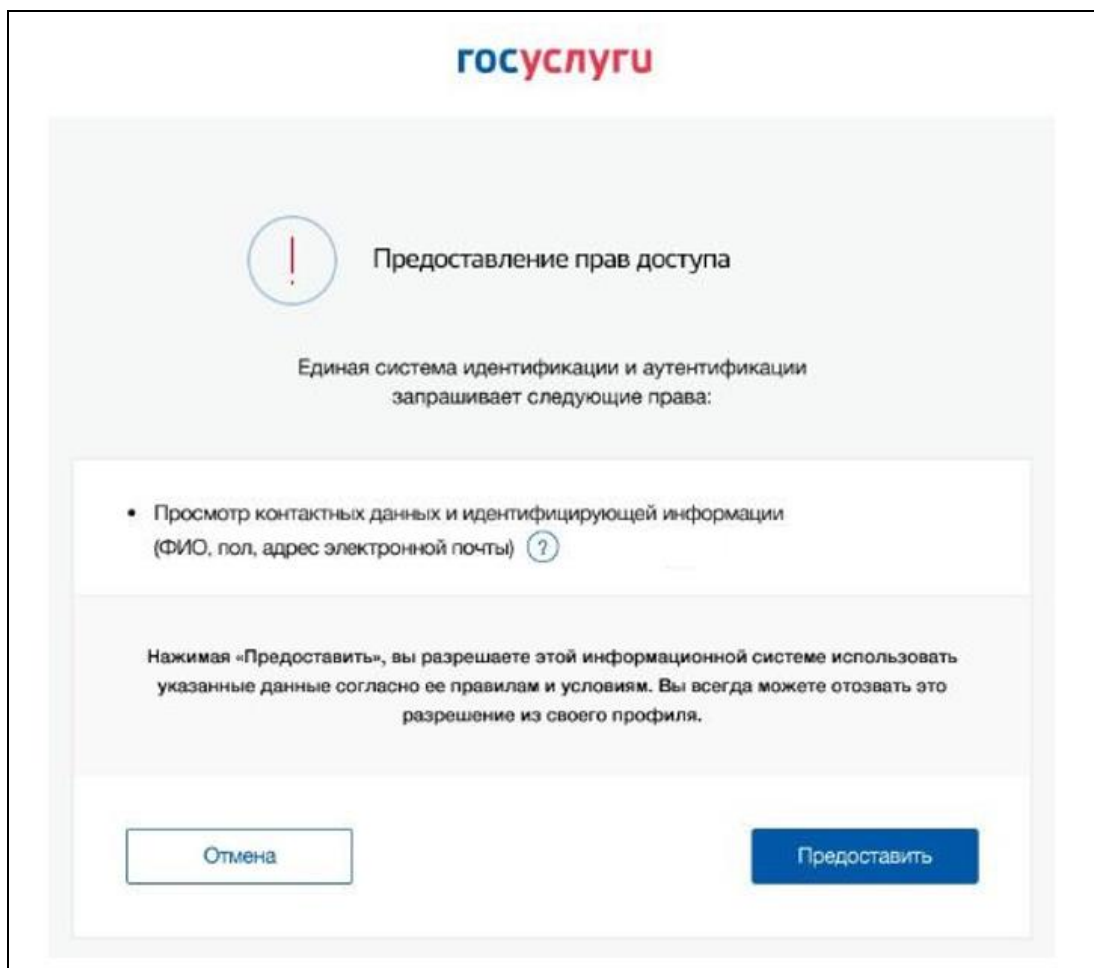 госуслуги
Предоставление прав доступа
Единая система идентификации и аутентификации
запрашивает следующие права:
• Просмотр контактных данных и идентифицирующей информации
(ФИО, пол, адрес электронной почты) ?
Нажимая «Предоставить», вы разрешаете этой информационной системе использовать
указанные данные согласно ее правилам и условиям. Вы всегда можете отозвать это
разрешение из своего профиля.
Отмена
Предоставить